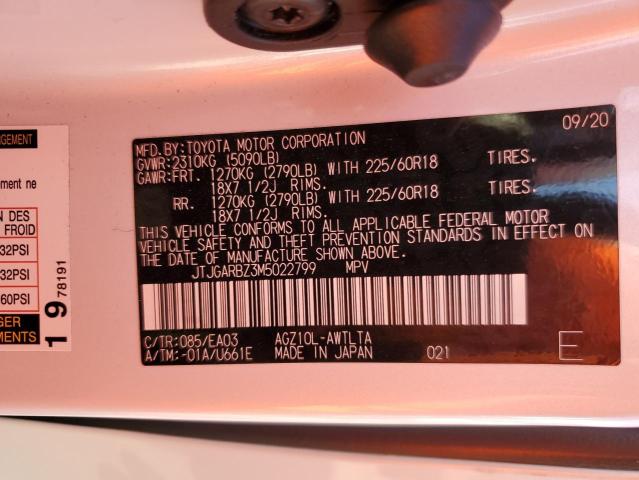 09/20
MFD.BY:TOYOTA MOTOR CORPORATION
GVWR:2310KG (5090LB)
GAWR:FRT. 1270KG (2790LB) WITH 225/60R18 TIRES.
18X7 1/2J RIMS.
RR. 1270KG (2790LB) WITH 225/60R18 TIRES.
18X7 1/2J RIMS.
THIS VEHICLE CONFORMS TO ALL APPLICABLE FEDERAL MOTOR
VEHICLE SAFETY AND THEFT PREVENTION STANDARDS IN EFFECT ON
THE DATE OF MANUFACTURE SHOWN ABOVE.
JTJGARBZ3M5022799 MPV
C/TR:085/EA03 AGZ10L-AWTLTA
A/TM:-01A/U661E MADE IN JAPAN 021 E
ement ne
DES
FROID
32PSI
32PSI
60PSI
MENTS
19
78191